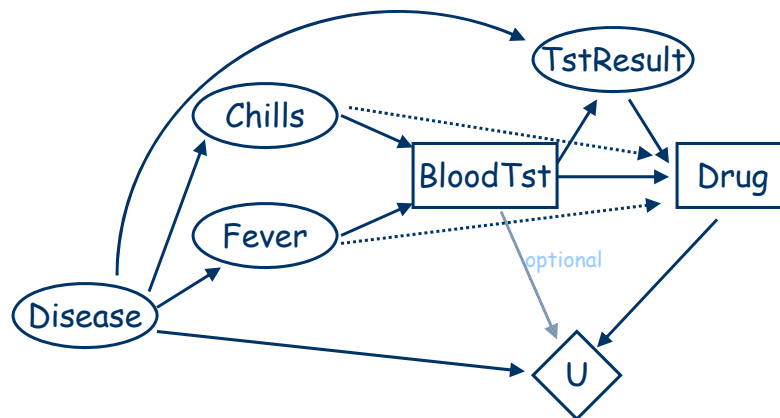 TstResult
Chills
BloodTst
Drug
Fever
optional
Disease
U